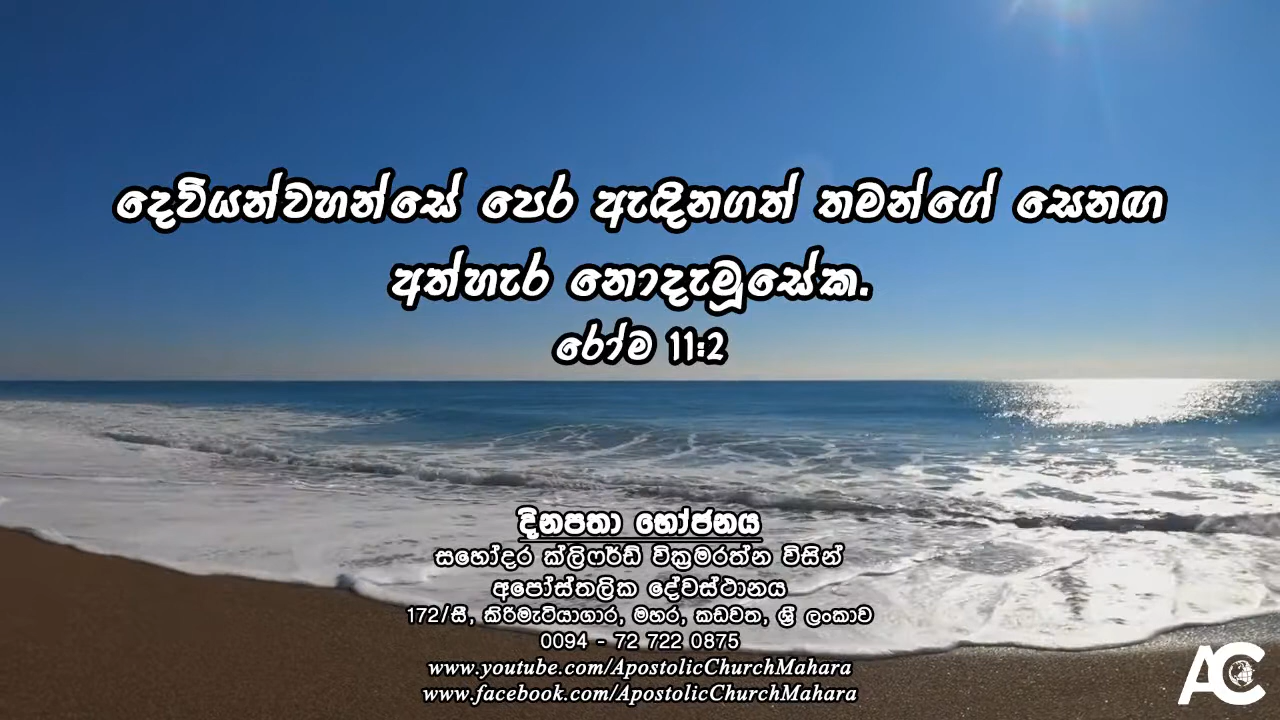 දෙවියන්වහන්සේ පෙර ඇඳිනගත් තමන්ගේ සෙනඟ
අත්හැර නොදැමූසේක.
රෝම 11:2
දිනපතා භෝජනය
සහෝදර ක්ලිෆර්ඩ් වික්‍රමරත්න විසින්
අපෝස්තලික දේවස්ථානය
172/සී, කිරිමැටියාගාර, මහර, කඩවත, ශ්‍රී ලංකාව
0094 - 72 722 0875
www.youtube.com/ApostolicChurchMahara
www.facebook.com/ApostolicChurchMahara
AC